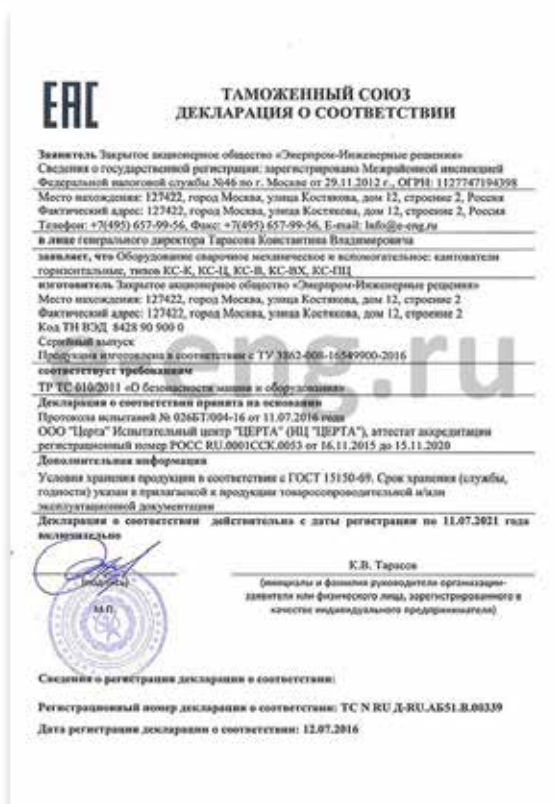 ЕАС
ТАМОЖЕННЫЙ СОЮЗ
ДЕКЛАРАЦИЯ О СООТВЕТСТВИИ
Заявитель Закрытое акционерное общество «Энерпром-Инженерные решения»
Сведения о государственной регистрации: зарегистрировано Межрайонной инспекцией
Федеральной налоговой службы №46 по г. Москве от 29.11.2012 г., ОГРН: 1127747194398
Место нахождения: 127422, город Москва, улица Костякова, дом 12, строение 2, Россия
Фактический адрес: 127422, город Москва, улица Костякова, дом 12, строение 2, Россия
Телефон: +7(495) 657-99-56, Факс: +7(495) 657-99-56, E-mail: Info@e-eng.ru
в лице генерального директора Тарасова Константина Владимировича
заявляет, что Оборудование сварочное механическое и вспомогательное: кантователи
горизонтальные, типов КС-К, КС-Ц, КС-В, КС-ВХ, КС-ПЦ
изготовитель Закрытое акционерное общество «Энерпром-Инженерные решения»
Место нахождения: 127422, город Москва, улица Костякова, дом 12, строение 2
Фактический адрес: 127422, город Москва, улица Костякова, дом 12, строение 2
Код ТН ВЭД 8428 90 900 0
Серийный выпуск
Продукция изготовлена в соответствии с ТУ 3862-008-16549900-2016
соответствует требованиям
ТР ТС 010/2011 «О безопасности машин и оборудования»
eng.ru
Декларация о соответствии принята на основании
Протокола испытаний № 026БТ/004-16 от 11.07.2016 года
ООО "Церта" Испытательный центр "ЦЕРТА" (ИЦ "ЦЕРТА"), аттестат аккредитации
регистрационный номер РОСС RU.0001ССК.0053 от 16.11.2015 до 15.11.2020
Дополнительная информация
Условия хранения продукции в соответствии с ГОСТ 15150-69. Срок хранения (службы,
годности) указан в прилагаемой к продукции товаросопроводительной и/или
эксплуатационной документации
Декларация о соответствии действительна с даты регистрации по 11.07.2021 года
включительно
К.В. Тарасов
(подпись)
(инициалы и фамилия руководителя организации-
заявителя или физического лица, зарегистрированного в
качестве индивидуального предпринимателя)
М.П.
Сведения о регистрации декларации о соответствии:
Регистрационный номер декларации о соответствии: ТС N RU Д-RU.АБ51.В.00339
Дата регистрации декларации о соответствии: 12.07.2016